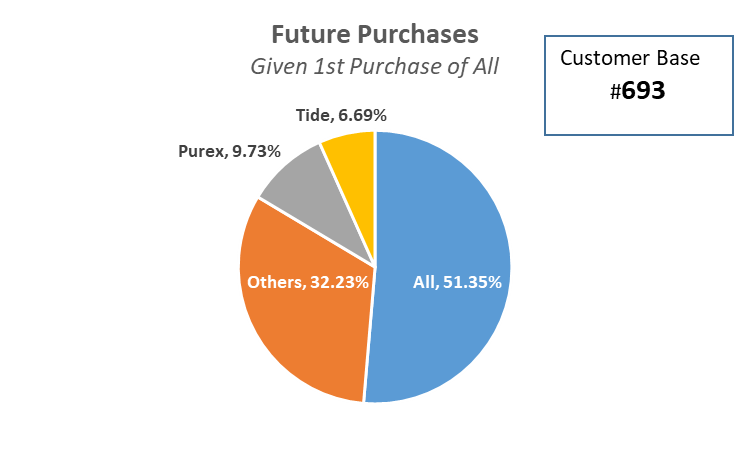 Future Purchases
Given 1st Purchase of All
Customer Base
#693
Tide, 6.69%
Purex, 9.73%
Others, 32.23%
All, 51.35%